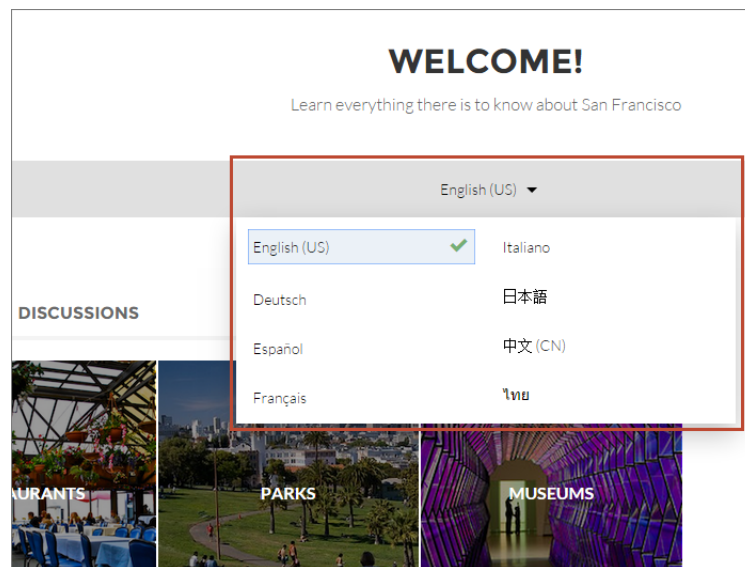 WELCOME!
Learn everything there is to know about San Francisco
English (US)
English (US)
Italiano
Deutsch
日本語
Español
中文 (CN)
Français
ไทย
DISCUSSIONS
AURANTS
PARKS
MUSEUMS